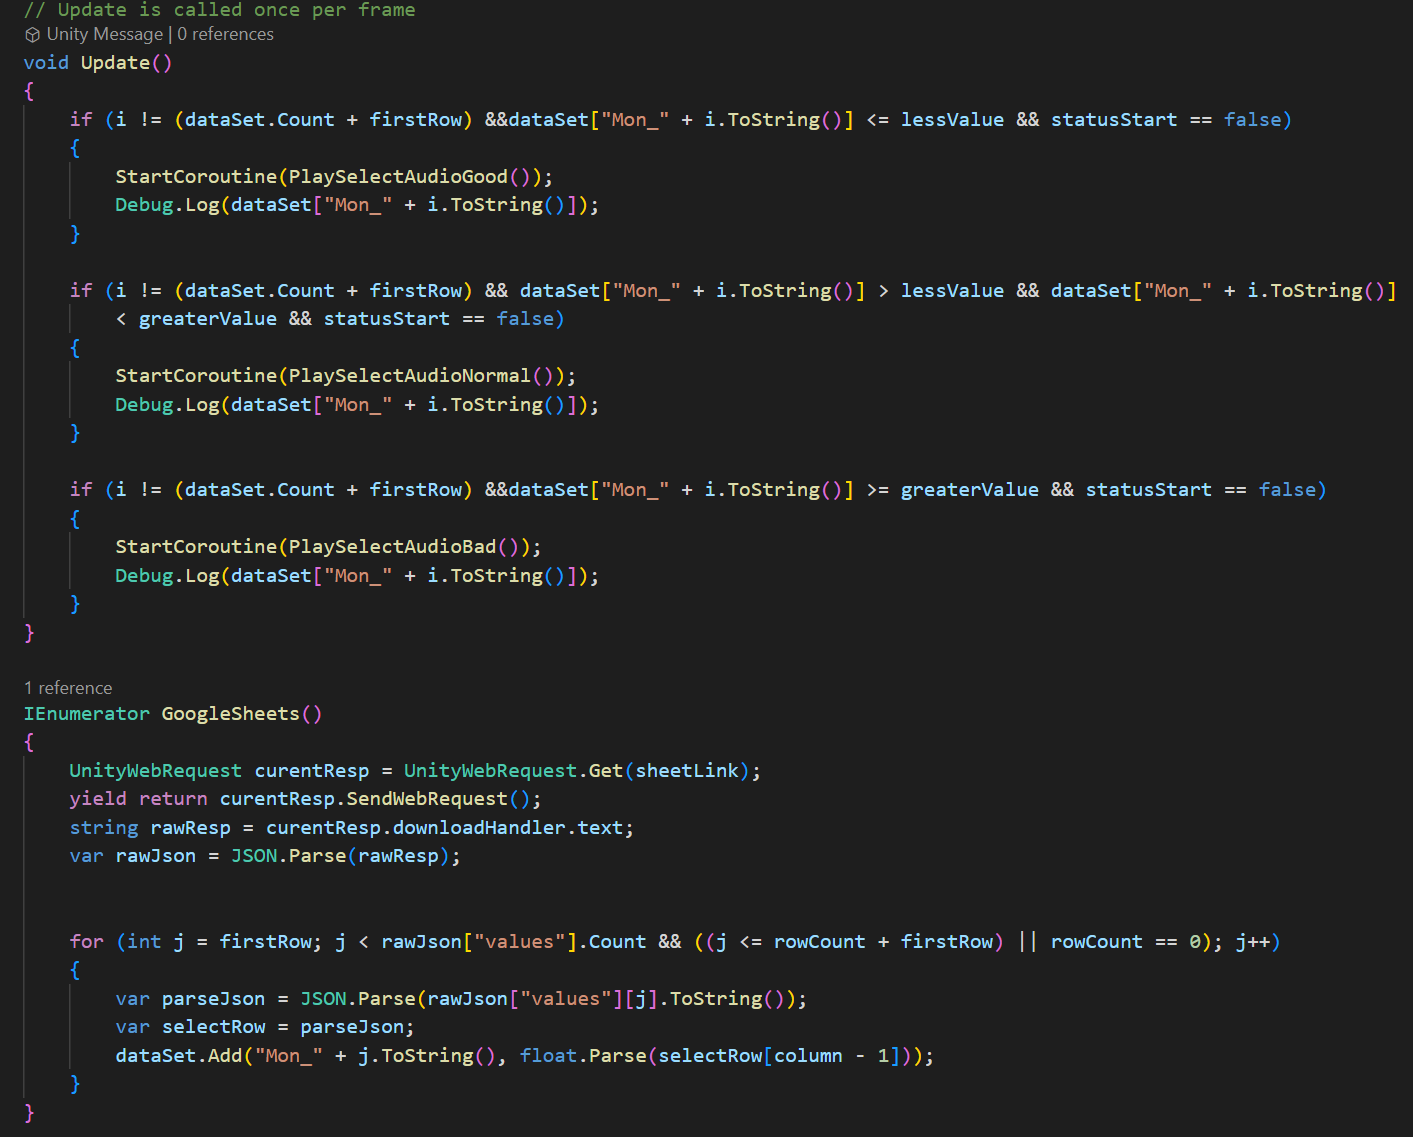 // Update is called once per frame
Unity Message | 0 references
void Update()
{
    if (i != (dataSet.Count + firstRow) &&dataSet["Mon_" + i.ToString()] <= lessValue && statusStart == false)
    {
        StartCoroutine(PlaySelectAudioGood());
        Debug.Log(dataSet["Mon_" + i.ToString()]);
    }

    if (i != (dataSet.Count + firstRow) && dataSet["Mon_" + i.ToString()] > lessValue && dataSet["Mon_" + i.ToString()]
        < greaterValue && statusStart == false)
    {
        StartCoroutine(PlaySelectAudioNormal());
        Debug.Log(dataSet["Mon_" + i.ToString()]);
    }

    if (i != (dataSet.Count + firstRow) &&dataSet["Mon_" + i.ToString()] >= greaterValue && statusStart == false)
    {
        StartCoroutine(PlaySelectAudioBad());
        Debug.Log(dataSet["Mon_" + i.ToString()]);
    }
}

1 reference
IEnumerator GoogleSheets()
{
    UnityWebRequest curentResp = UnityWebRequest.Get(sheetLink);
    yield return curentResp.SendWebRequest();
    string rawResp = curentResp.downloadHandler.text;
    var rawJson = JSON.Parse(rawResp);


    for (int j = firstRow; j < rawJson["values"].Count && ((j <= rowCount + firstRow) || rowCount == 0); j++)
    {
        var parseJson = JSON.Parse(rawJson["values"][j].ToString());
        var selectRow = parseJson;
        dataSet.Add("Mon_" + j.ToString(), float.Parse(selectRow[column - 1]));
    }
}